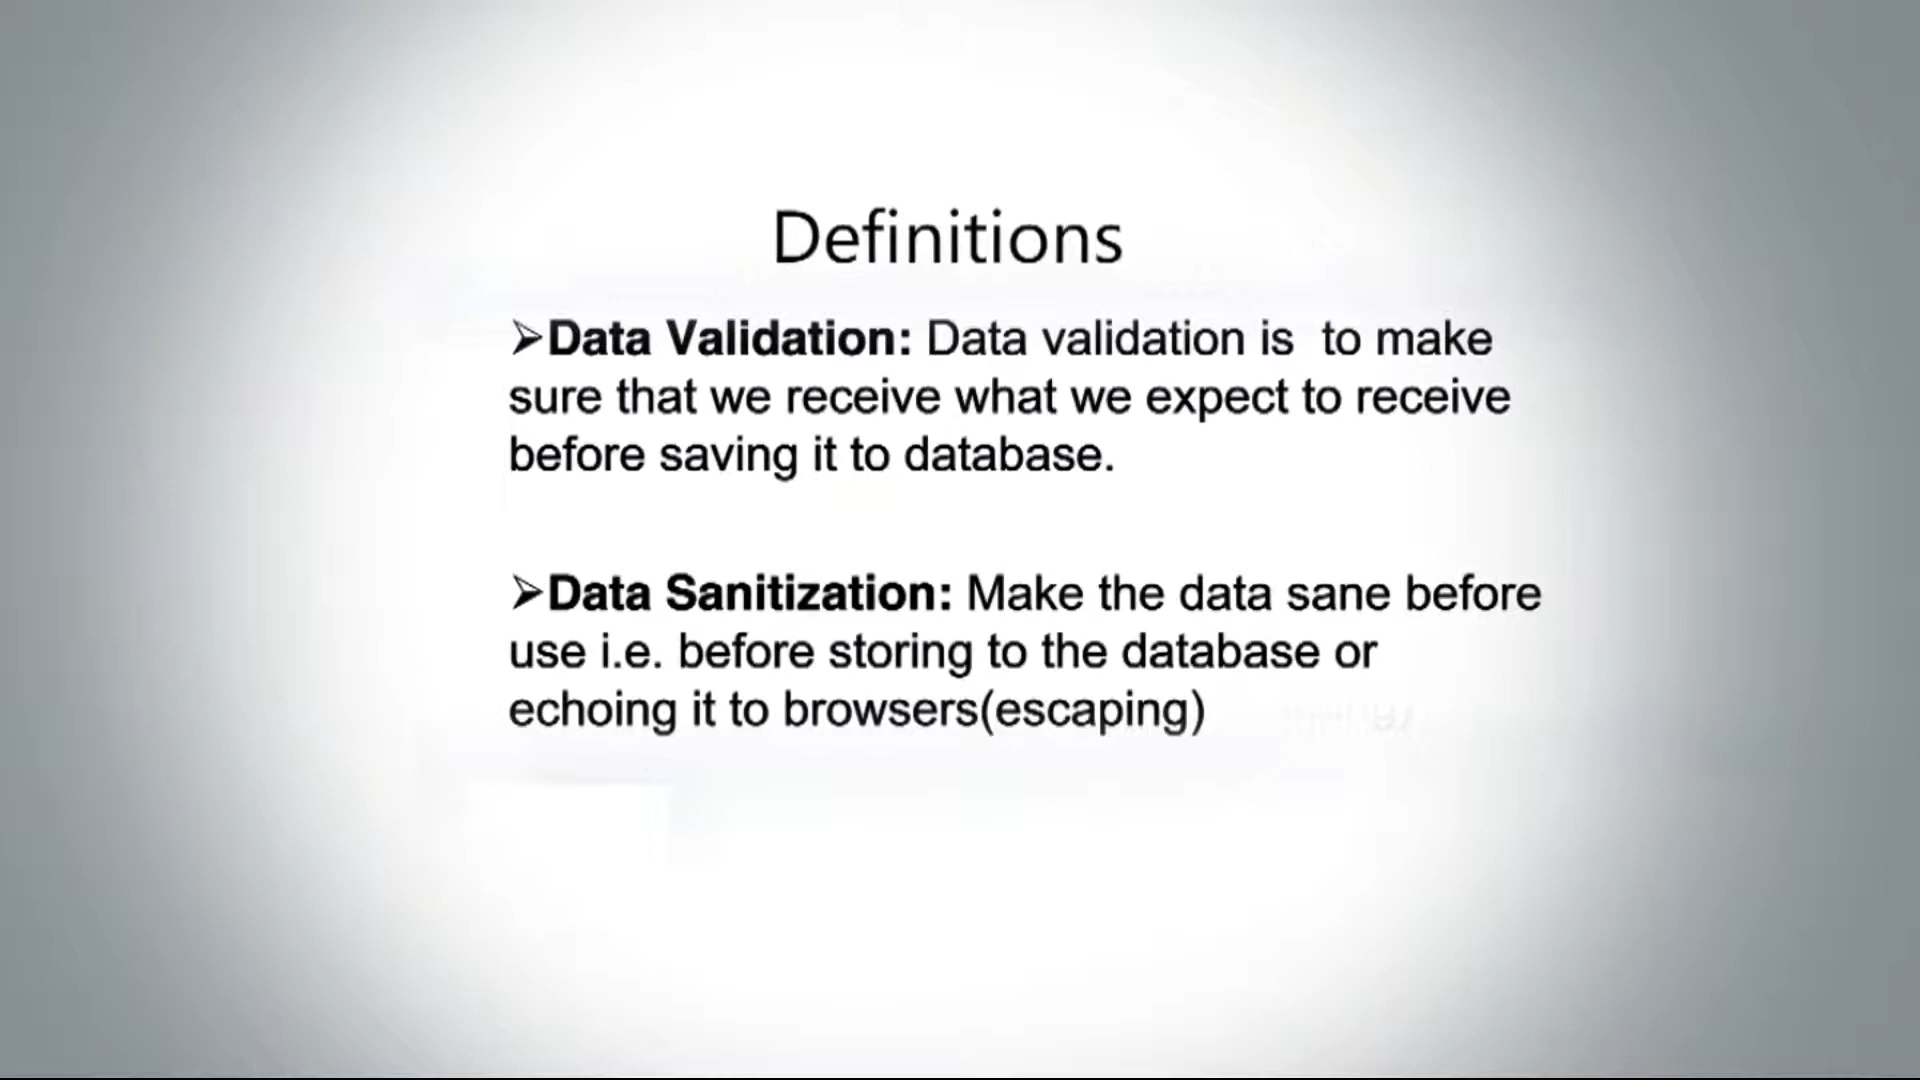 Definitions
➢Data Validation: Data validation is  to make
sure that we receive what we expect to receive
before saving it to database.
➢Data Sanitization: Make the data sane before
use i.e. before storing to the database or
echoing it to browsers(escaping)